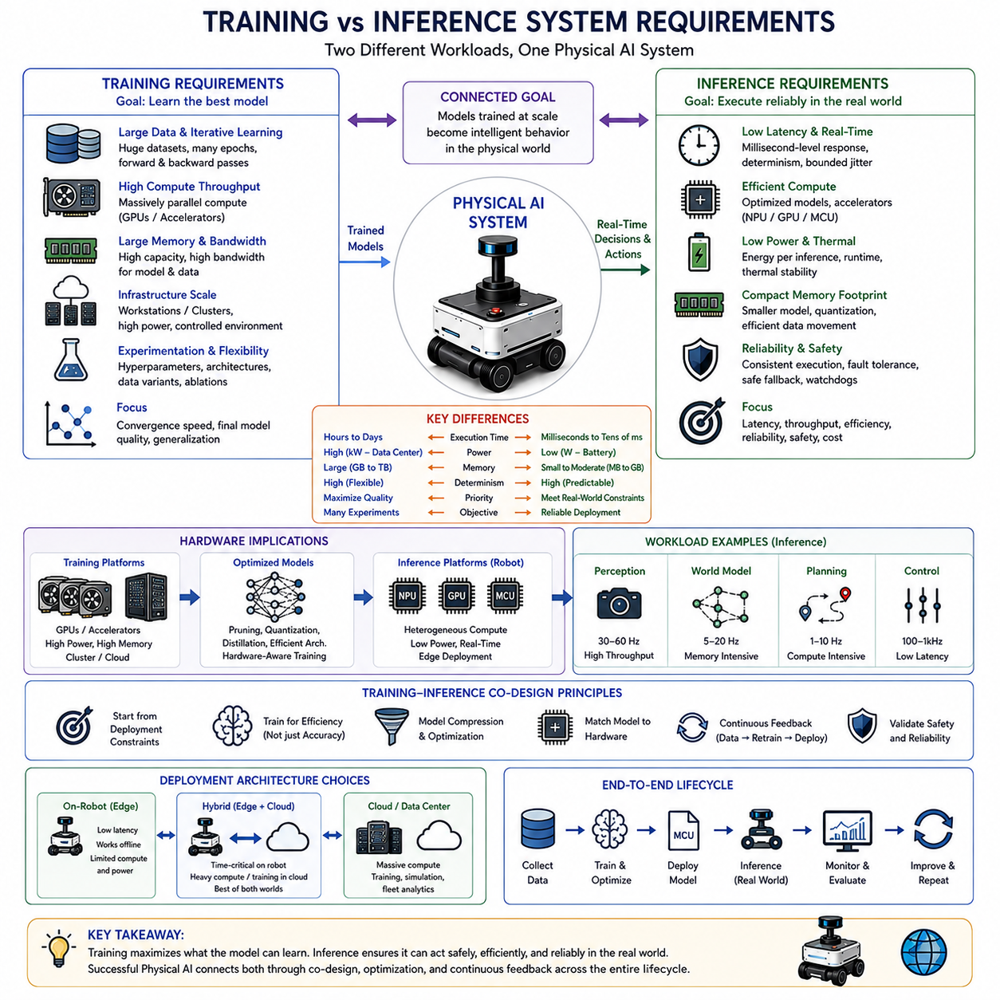 TRAINING vs INFERENCE SYSTEM REQUIREMENTS
Two Different Workloads, One Physical AI System
TRAINING REQUIREMENTS
Goal: Learn the best model
Large Data & Iterative Learning
Huge datasets, many epochs,
forward & backward passes
High Compute Throughput
Massively parallel compute
(GPUs / Accelerators)
Large Memory & Bandwidth
High capacity, high bandwidth
for model & data
Infrastructure Scale
Workstations / Clusters,
high power, controlled environment
Experimentation & Flexibility
Hyperparameters, architectures,
data variants, ablations
Focus
Convergence speed, final model
quality, generalization
CONNECTED GOAL
Models trained at scale
become intelligent behavior
in the physical world
Trained
Models
PHYSICAL AI
SYSTEM
Real-Time
Decisions &
Actions
INFERENCE REQUIREMENTS
Goal: Execute reliably in the real world
Low Latency & Real-Time
Millisecond-level response,
determinism, bounded jitter
Efficient Compute
Optimized models, accelerators
(NPU / GPU / MCU)
Low Power & Thermal
Energy per inference, runtime,
thermal stability
Compact Memory Footprint
Smaller model, quantization,
efficient data movement
Reliability & Safety
Consistent execution, fault tolerance,
safe fallback, watchdogs
Focus
Latency, throughput, efficiency,
reliability, safety, cost
KEY DIFFERENCES
Hours to Days ← Execution Time → Milliseconds to Tens of ms
High (kW – Data Center) ← Power → Low (W – Battery)
Large (GB to TB) ← Memory → Small to Moderate (MB to GB)
High (Flexible) ← Determinism → High (Predictable)
Maximize Quality ← Priority → Meet Real-World Constraints
Many Experiments ← Objective → Reliable Deployment
HARDWARE IMPLICATIONS
Training Platforms
GPUs / Accelerators
High Power, High Memory
Cluster / Cloud
Optimized Models
Pruning, Quantization,
Distillation, Efficient Arch.
Hardware-Aware Training
Inference Platforms (Robot)
NPU GPU MCU
Heterogeneous Compute
Low Power, Real-Time
Edge Deployment
WORKLOAD EXAMPLES (Inference)
Perception
30–60 Hz
High Throughput
World Model
5–20 Hz
Memory Intensive
Planning
1–10 Hz
Compute Intensive
Control
100–1kHz
Low Latency
TRAINING–INFERENCE CO-DESIGN PRINCIPLES
Start from
Deployment
Constraints
Train for Efficiency
(Not just Accuracy)
Model Compression
& Optimization
Match Model to
Hardware
Continuous Feedback
(Data → Retrain → Deploy)
Validate Safety
and Reliability
DEPLOYMENT ARCHITECTURE CHOICES
On-Robot (Edge)
Low latency
Works offline
Limited compute
and power
Hybrid (Edge + Cloud)
Time-critical on robot
Heavy compute / training in cloud
Best of both worlds
Cloud / Data Center
Massive compute
Training, simulation,
fleet analytics
END-TO-END LIFECYCLE
Collect
Data
Train &
Optimize
MCU
Deploy
Model
Inference
(Real World)
Monitor &
Evaluate
Improve &
Repeat
KEY TAKEAWAY:
Training maximizes what the model can learn. Inference ensures it can act safely, efficiently, and reliably in the real world.
Successful Physical AI connects both through co-design, optimization, and continuous feedback across the entire lifecycle.